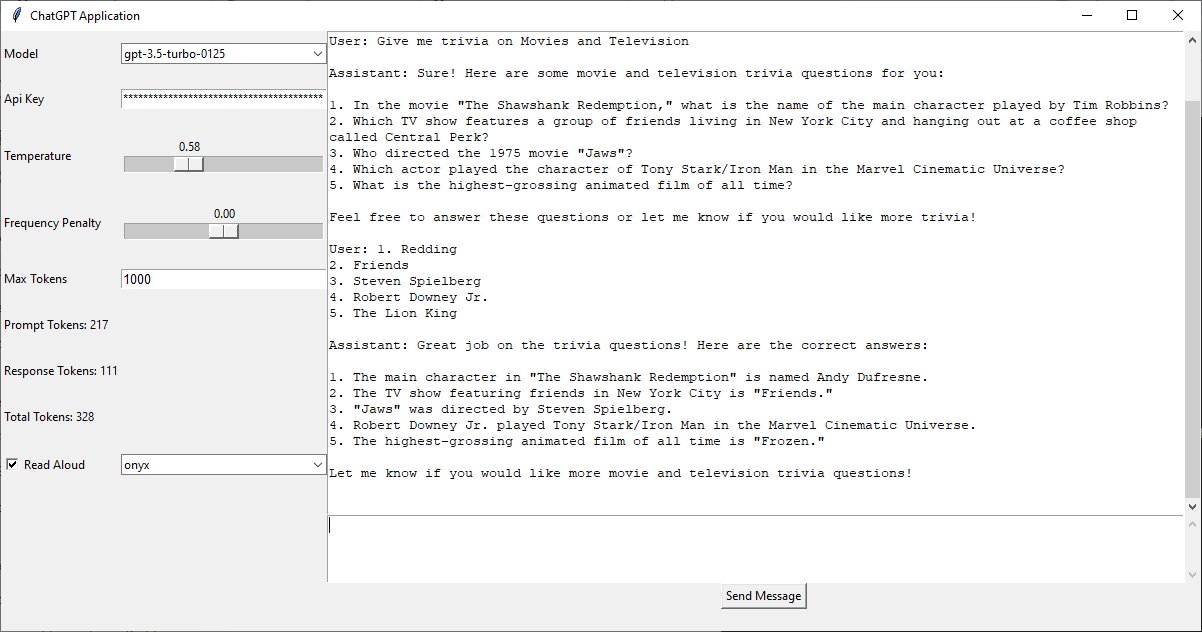 ChatGPT Application
Model
gpt-3.5-turbo-0125
Api Key
****************************************
Temperature
0.58
Frequency Penalty
0.00
Max Tokens
1000
Prompt Tokens: 217
Response Tokens: 111
Total Tokens: 328
Read Aloud
onyx
User: Give me trivia on Movies and Television
Assistant: Sure! Here are some movie and television trivia questions for you:
1. In the movie "The Shawshank Redemption," what is the name of the main character played by Tim Robbins?
2. Which TV show features a group of friends living in New York City and hanging out at a coffee shop
called Central Perk?
3. Who directed the 1975 movie "Jaws"?
4. Which actor played the character of Tony Stark/Iron Man in the Marvel Cinematic Universe?
5. What is the highest-grossing animated film of all time?
Feel free to answer these questions or let me know if you would like more trivia!
User: 1. Redding
2. Friends
3. Steven Spielberg
4. Robert Downey Jr.
5. The Lion King
Assistant: Great job on the trivia questions! Here are the correct answers:
1. The main character in "The Shawshank Redemption" is named Andy Dufresne.
2. The TV show featuring friends in New York City is "Friends."
3. "Jaws" was directed by Steven Spielberg.
4. Robert Downey Jr. played Tony Stark/Iron Man in the Marvel Cinematic Universe.
5. The highest-grossing animated film of all time is "Frozen."
Let me know if you would like more movie and television trivia questions!
Send Message